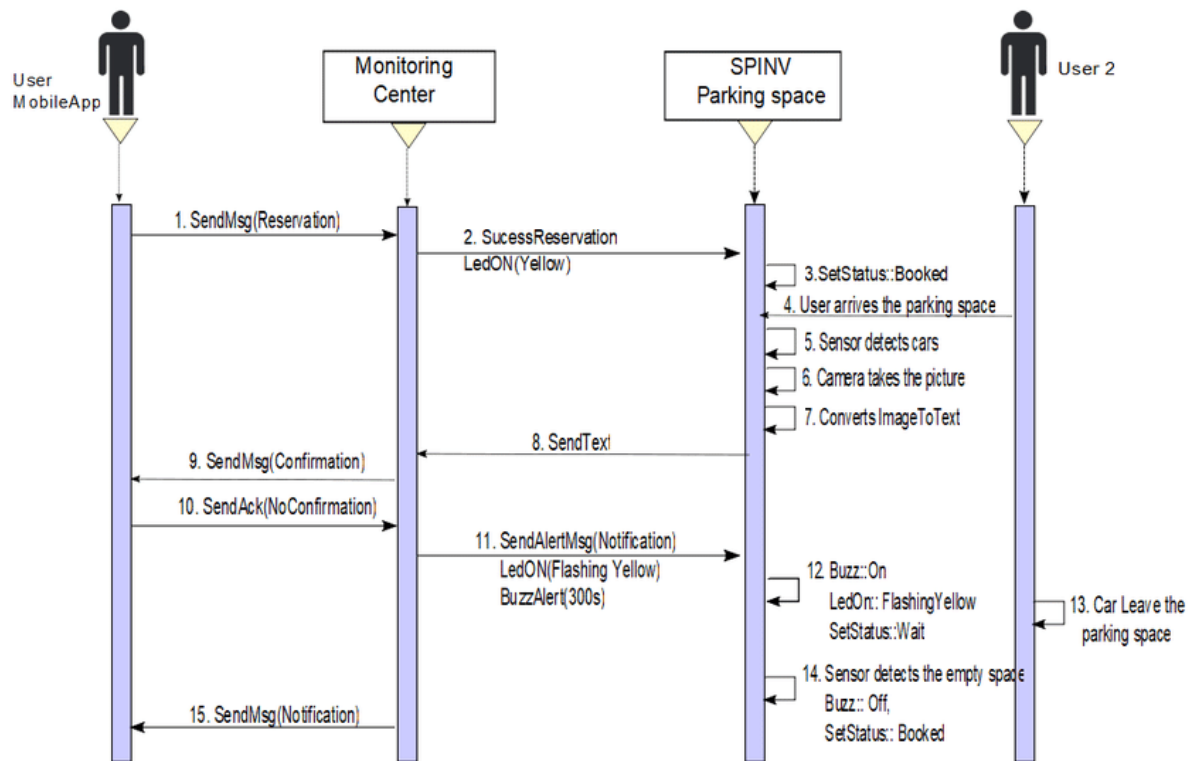 User
MobileApp
Monitoring
Center
SPINV
Parking space
User 2
1. SendMsg(Reservation)
2. SucessReservation
LedON(Yellow)
3.SetStatus::Booked
4. User arrives the parking space
5. Sensor detects cars
6. Camera takes the picture
7. Converts ImageToText
8. SendText
9. SendMsg(Confirmation)
10. SendAck(NoConfirmation)
11. SendAlertMsg(Notification)
LedON(Flashing Yellow)
BuzzAlert(300s)
12. Buzz::On
LedOn:: FlashingYellow
SetStatus::Wait
13. Car Leave the
parking space
14. Sensor detects the empty space
Buzz:: Off,
SetStatus:: Booked
15. SendMsg(Notification)